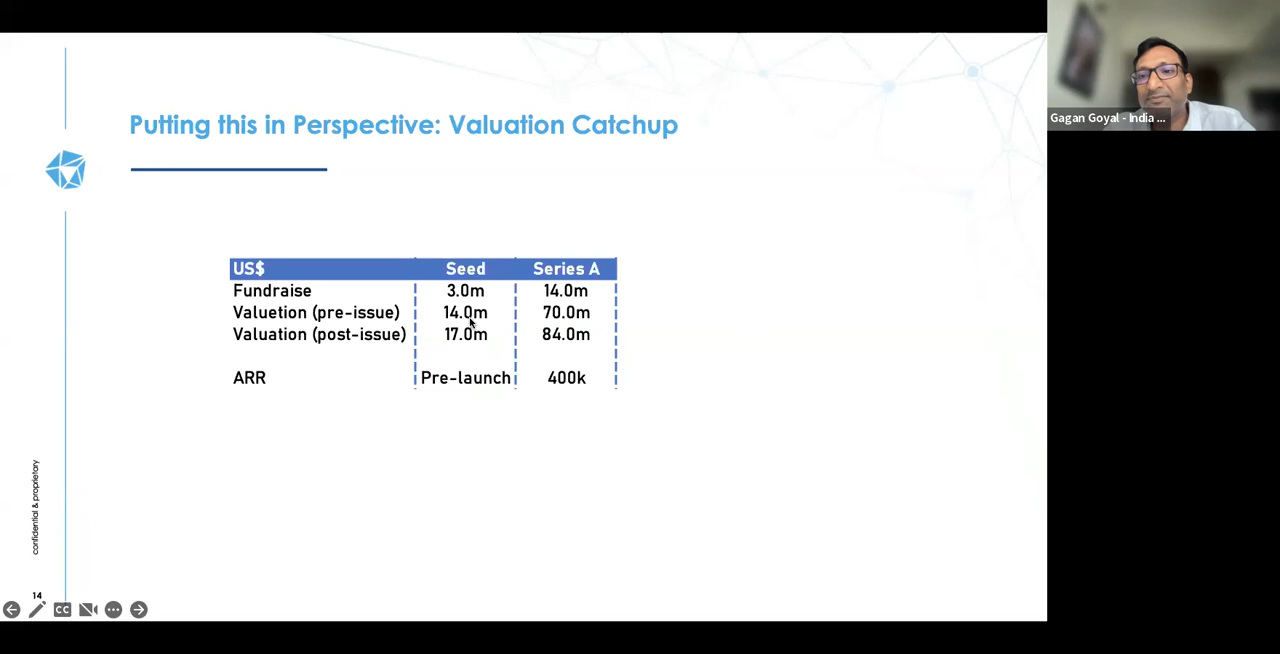 Putting this in Perspective: Valuation Catchup
US$ Seed Series A
Fundraise 3.0m 14.0m
Valuetion (pre-issue) 14.0m 70.0m
Valuation (post-issue) 17.0m 84.0m
ARR Pre-launch 400k
confidential & proprietary
14
CC
Gagan Goyal - India ...